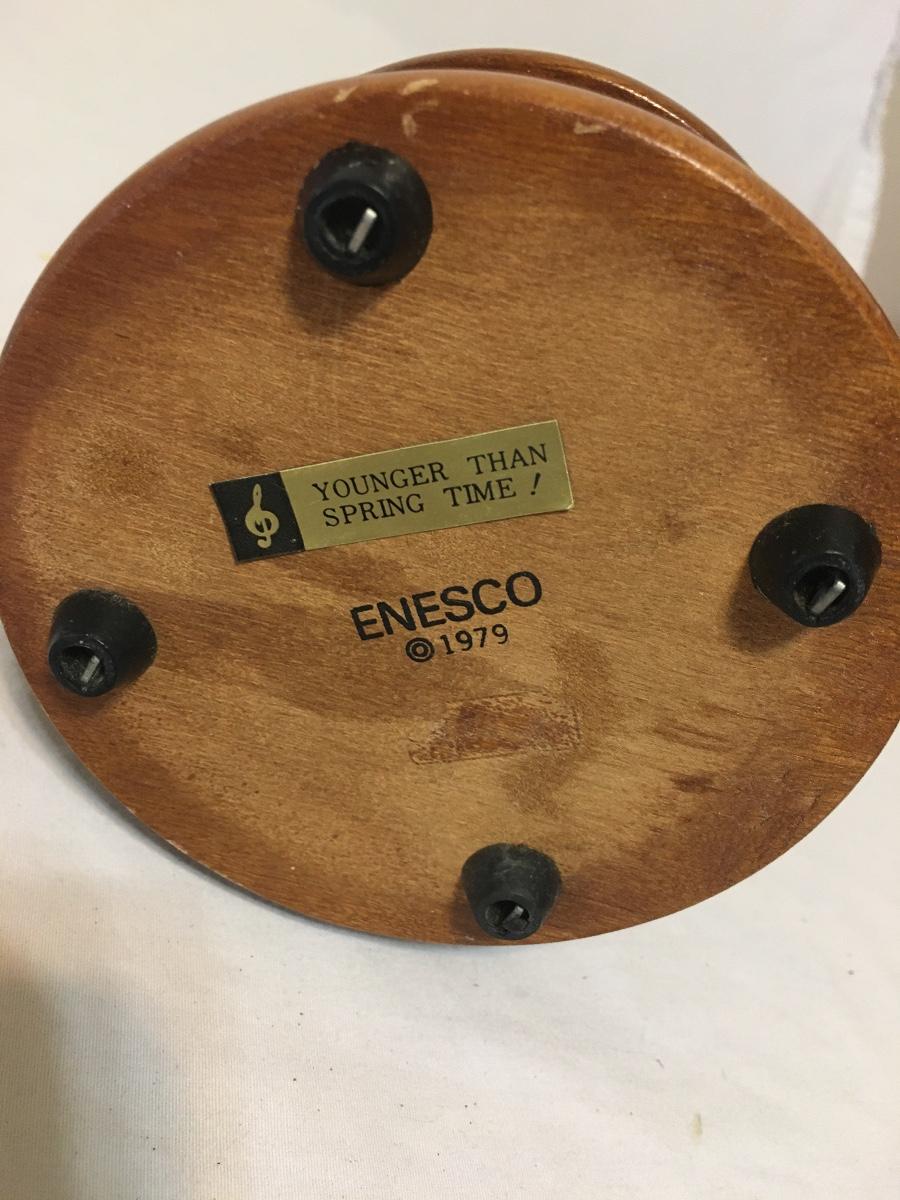 YOUNGER THAN
SPRING TIME !
ENESCO
©1979